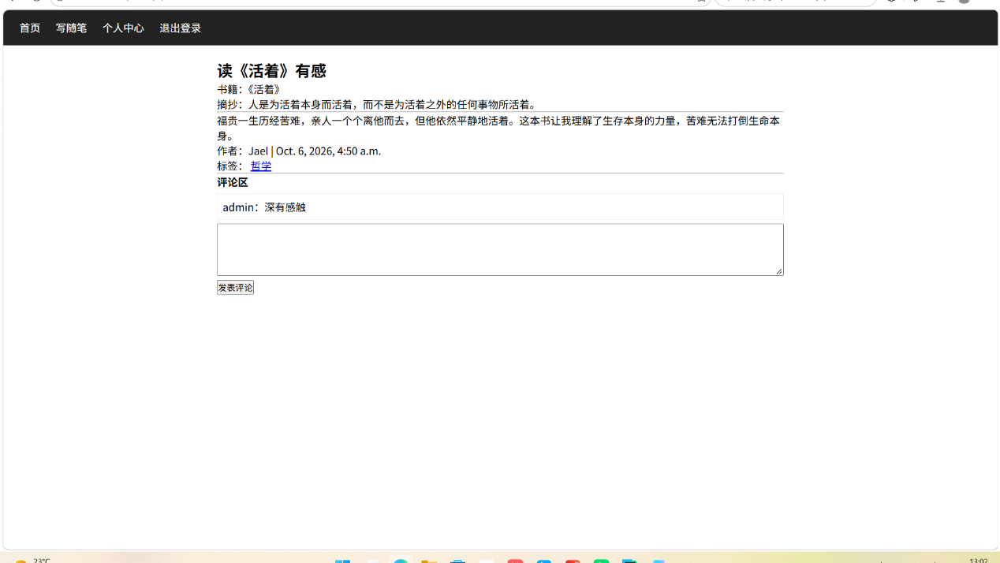 首页 写随笔 个人中心 退出登录
读《活着》有感
书籍：《活着》
摘抄：人是为活着本身而活着，而不是为活着之外的任何事物所活着。
福贵一生历经苦难，亲人一个个离他而去，但他依然平静地活着。这本书让我理解了生存本身的力量，苦难无法打倒生命本
身。
作者：Jael | Oct. 6, 2026, 4:50 a.m.
标签： 哲学
评论区
admin：深有感触
发表评论
23°C
13:02